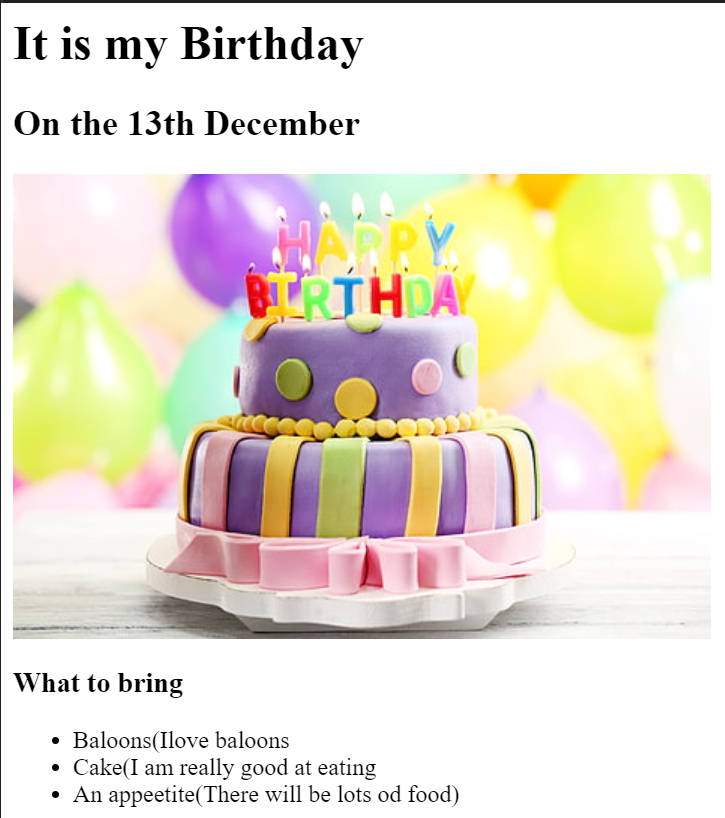 It is my Birthday
On the 13th December
HAPPY
BIRTHDAY
What to bring
Baloons(Ilove baloons
Cake(I am really good at eating
An appeetite(There will be lots od food)